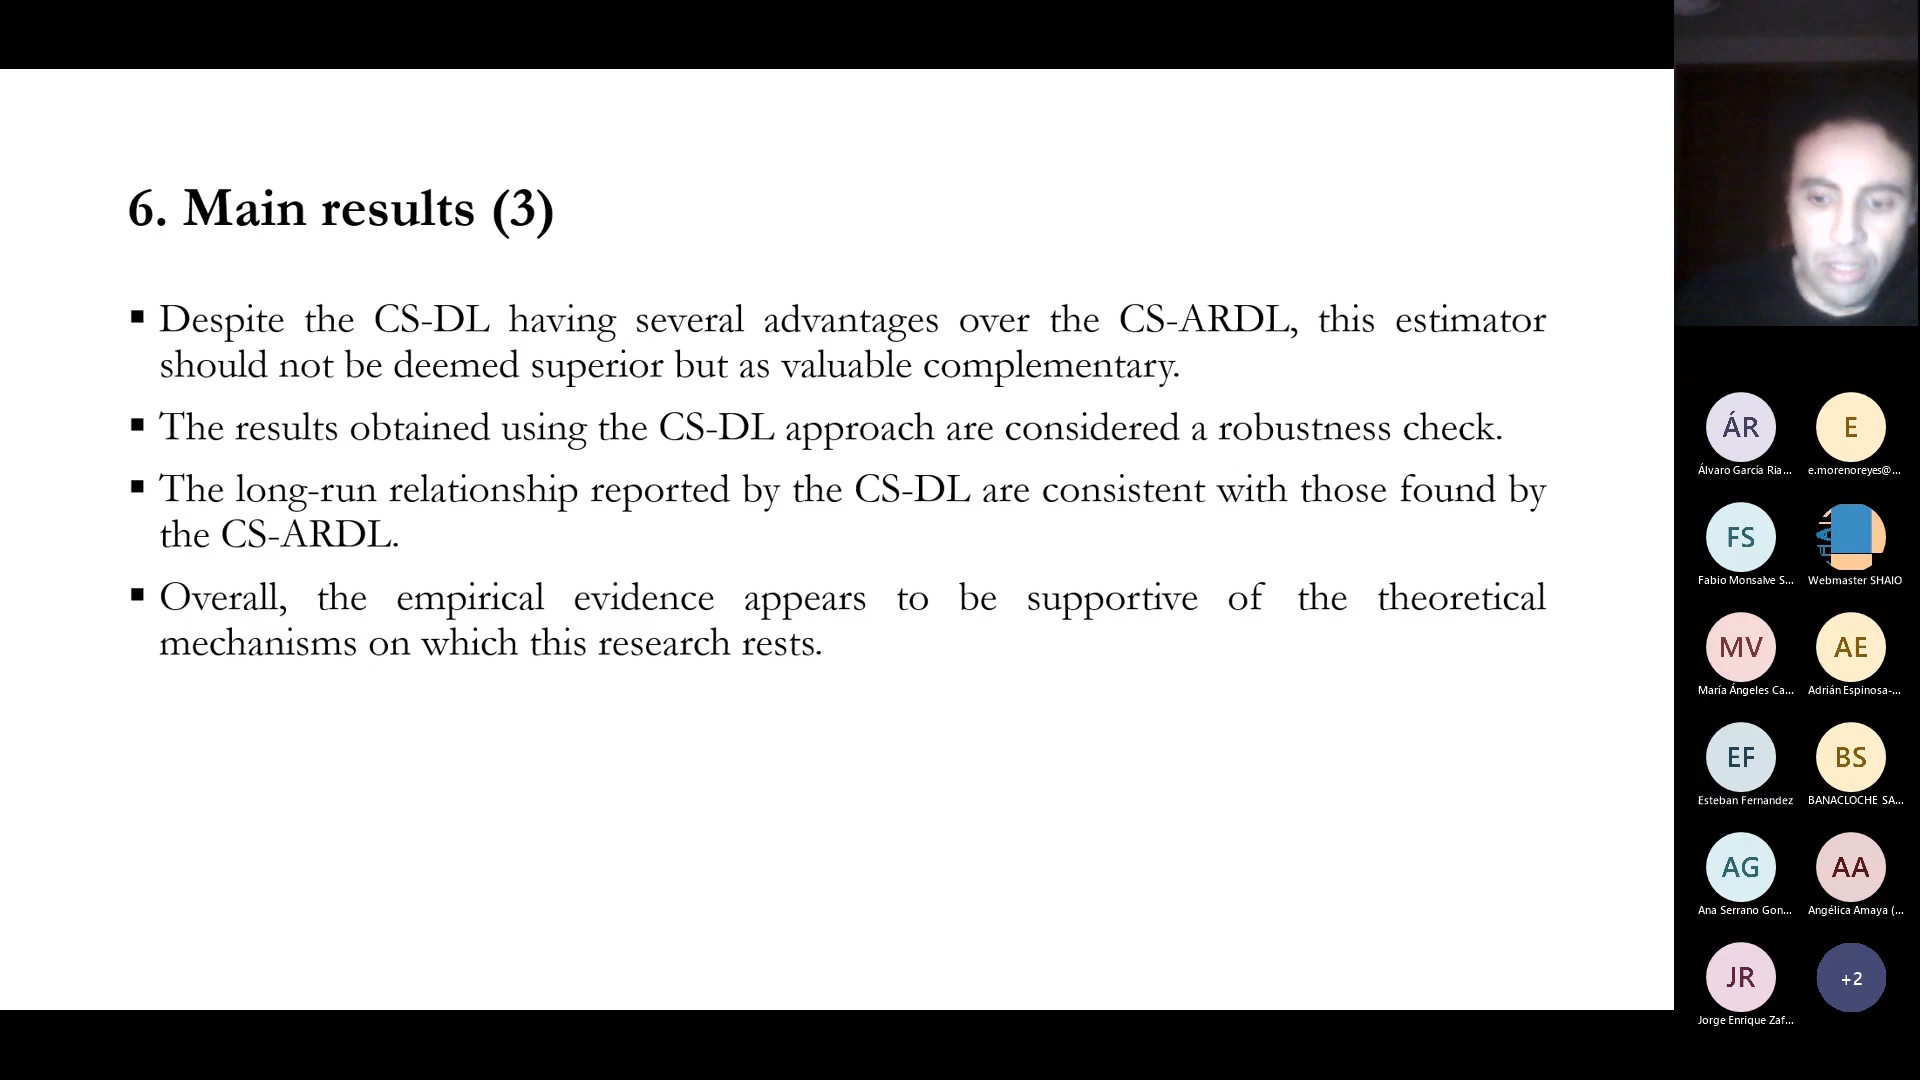 6. Main results (3)
▪ Despite the CS-DL having several advantages over the CS-ARDL, this estimator
should not be deemed superior but as valuable complementary.
▪ The results obtained using the CS-DL approach are considered a robustness check.
▪ The long-run relationship reported by the CS-DL are consistent with those found by
the CS-ARDL.
▪ Overall, the empirical evidence appears to be supportive of the theoretical
mechanisms on which this research rests.
ÁR
Álvaro García Ria...
E
e.morenoreyes@...
FS
Fabio Monsalve S...
Webmaster SHAIO
MV
María Ángeles Ca...
AE
Adrián Espinosa-...
EF
Esteban Fernandez
BS
BANACLOCHE SA...
AG
Ana Serrano Gon...
AA
Angélica Amaya (...
JR
Jorge Enrique Zaf...
+2